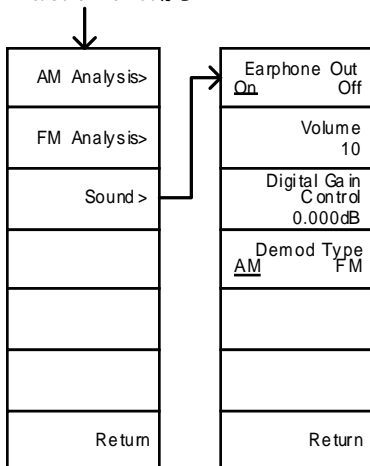 AM Analysis>
FM Analysis>
Sound>
Return
Earphone Out
On Off
Volume
10
Digital Gain
Control
0.000dB
Demod Type
AM FM
Return